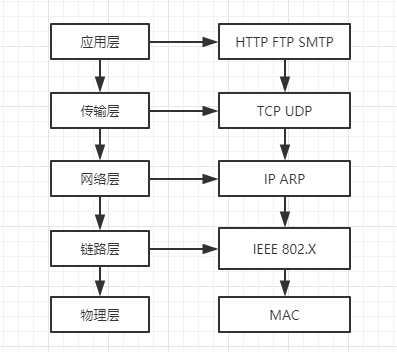 应用层
HTTP FTP SMTP
传输层
TCP UDP
网络层
IP ARP
链路层
IEEE 802.X
物理层
MAC